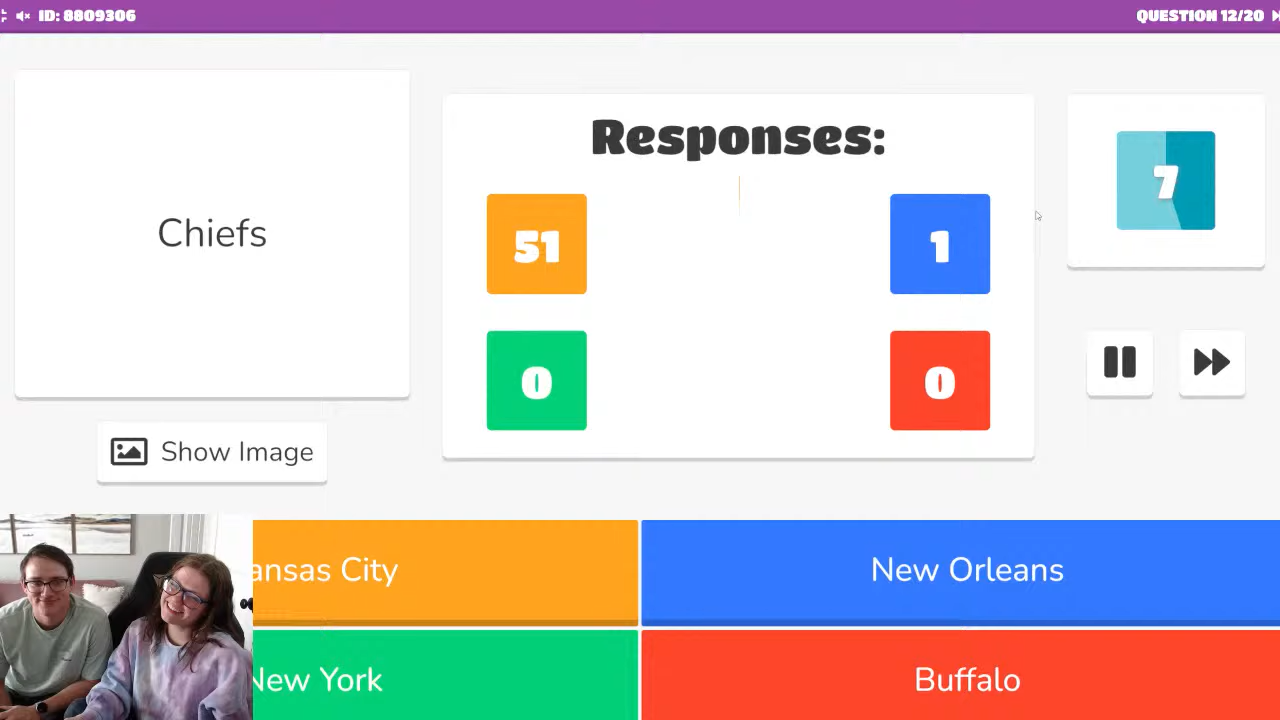 ID: 8809306
QUESTION 12/20
Chiefs
Responses:
51
1
0
0
7
Show Image
ansas City
New Orleans
New York
Buffalo